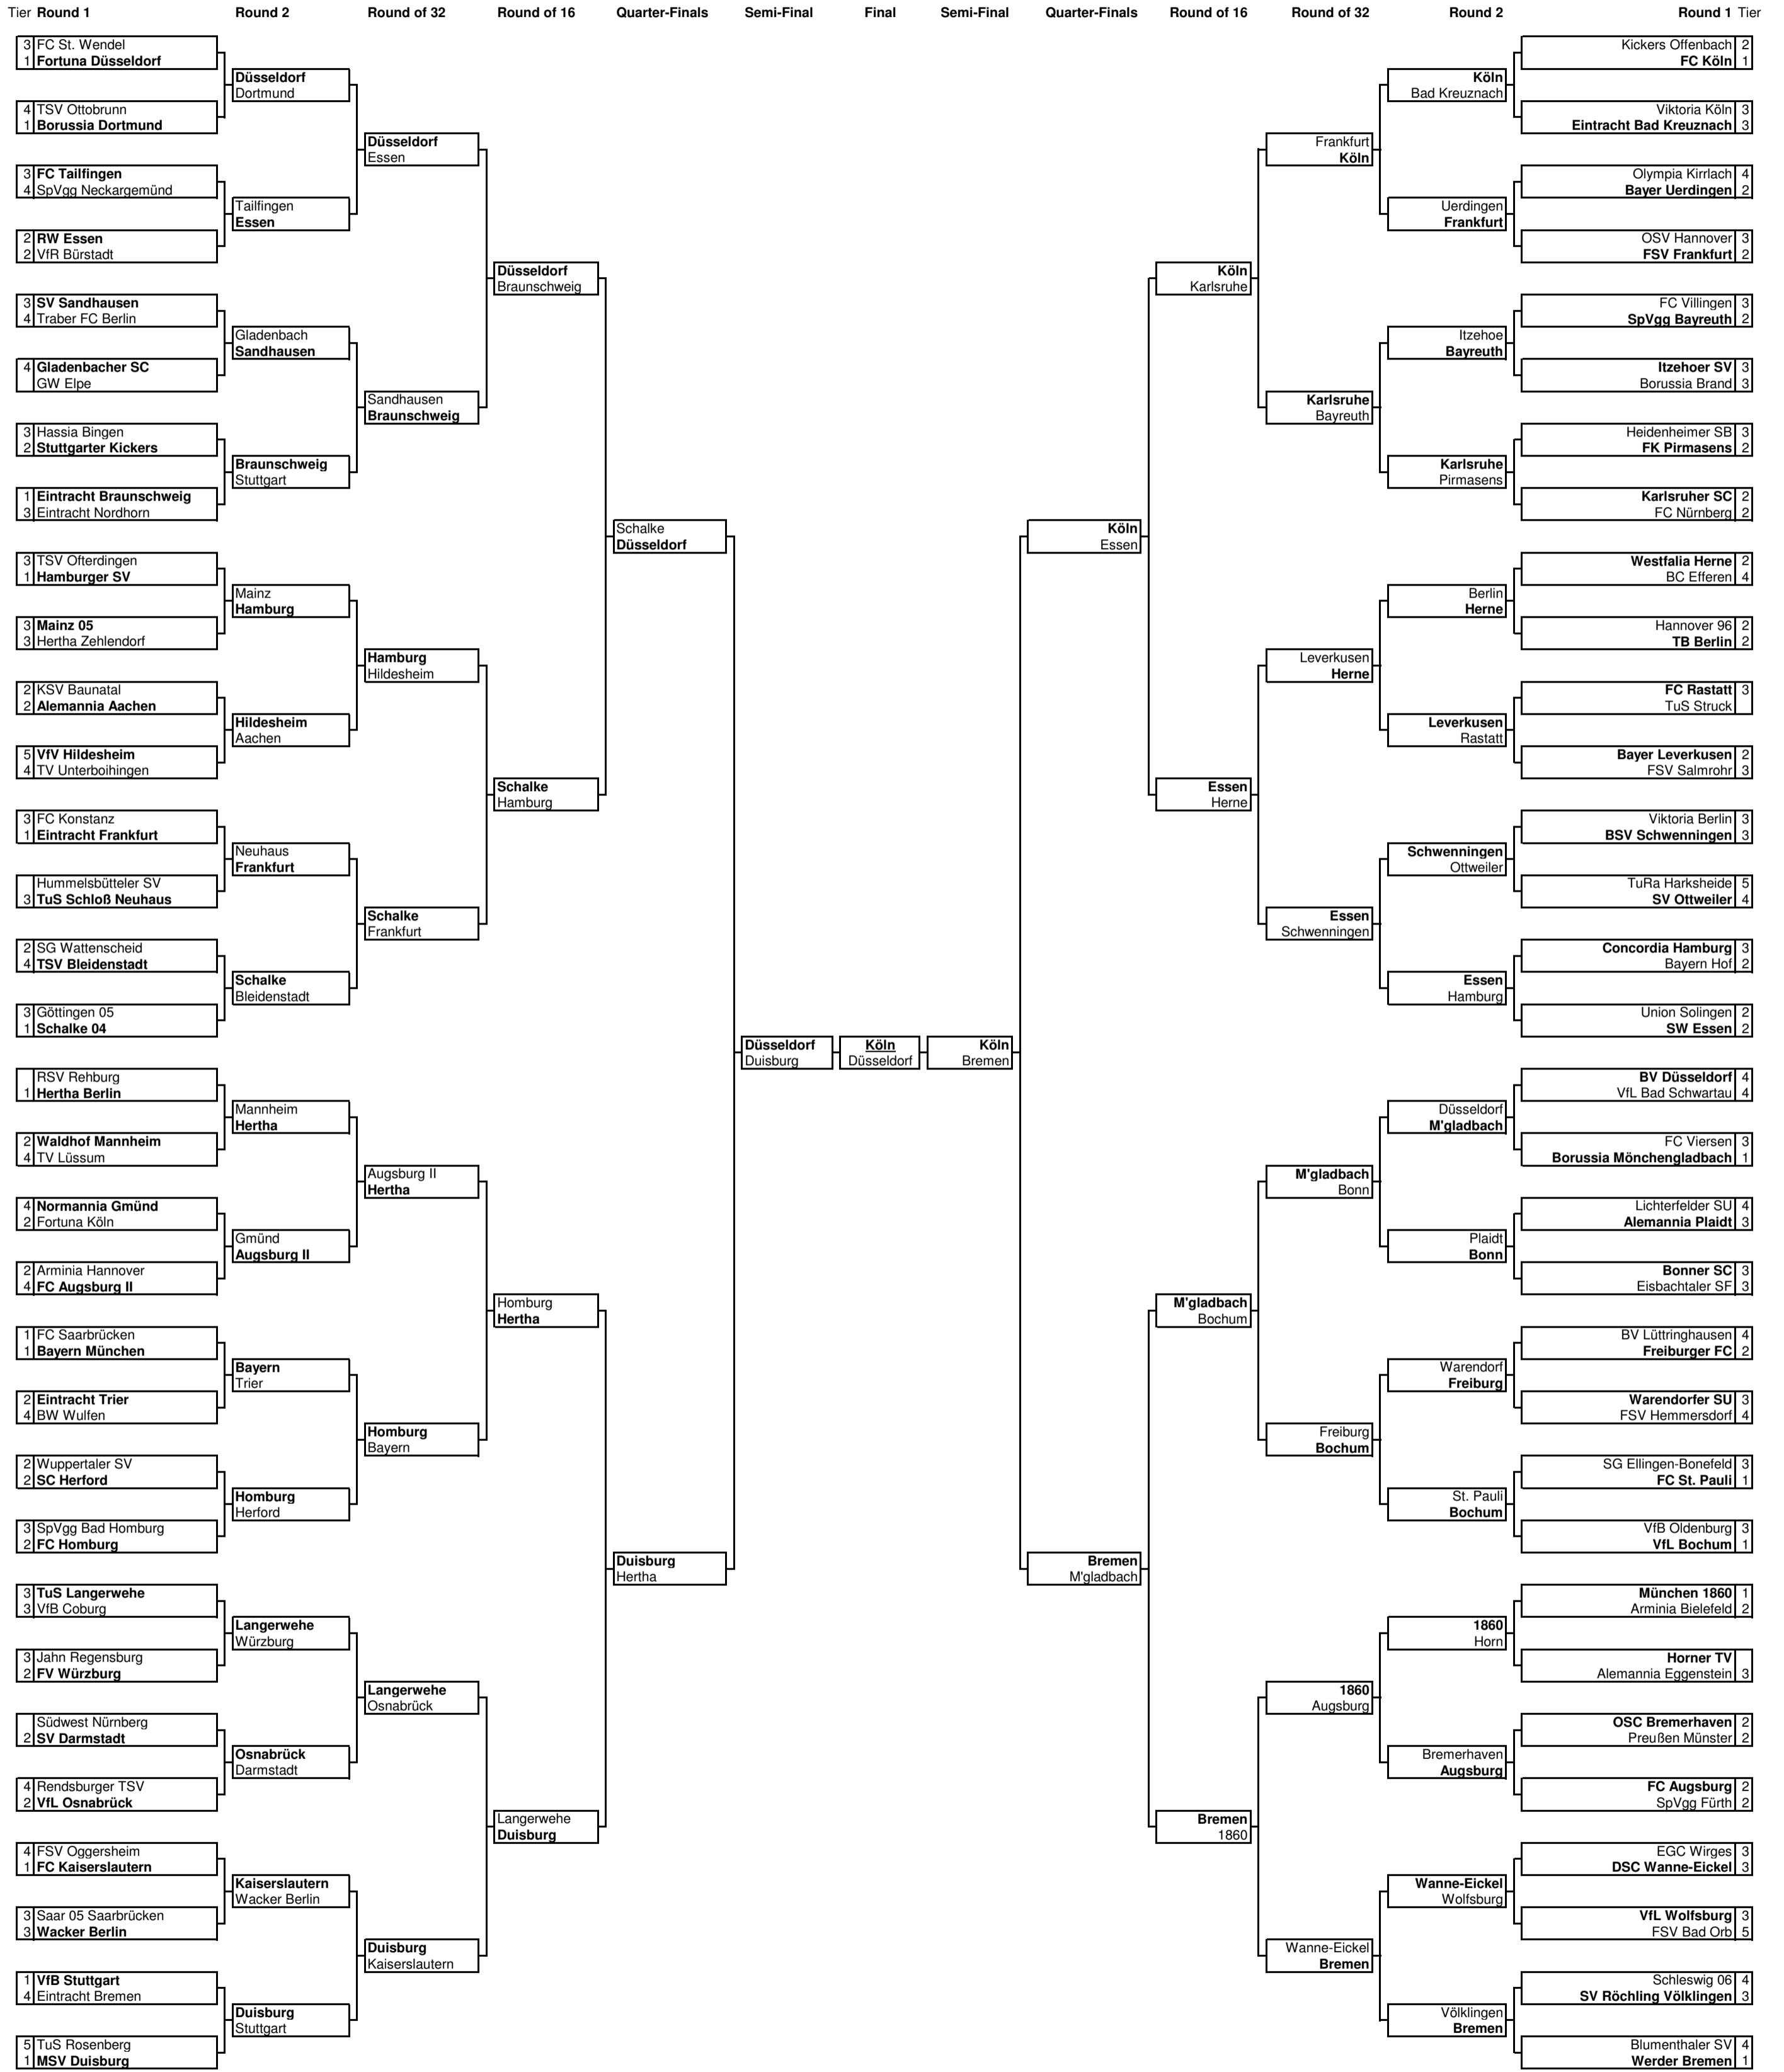 Tier Round 1 Round 2 Round of 32 Round of 16 Quarter-Finals Semi-Final Final Semi-Final Quarter-Finals Round of 16 Round of 32 Round 2 Round 1 Tier
3 FC St. Wendel
1 Fortuna Düsseldorf
4 TSV Ottobrunn
1 Borussia Dortmund
3 FC Tailfingen
4 SpVgg Neckargemünd
2 RW Essen
2 VfR Bürstadt
3 SV Sandhausen
4 Traber FC Berlin
4 Gladenbacher SC
GW Elpe
3 Hassia Bingen
2 Stuttgarter Kickers
1 Eintracht Braunschweig
3 Eintracht Nordhorn
3 TSV Ofterdingen
1 Hamburger SV
3 Mainz 05
3 Hertha Zehlendorf
2 KSV Baunatal
2 Alemannia Aachen
5 VfV Hildesheim
4 TV Unterboihingen
3 FC Konstanz
1 Eintracht Frankfurt
Hummelsbütteler SV
3 TuS Schloß Neuhaus
2 SG Wattenscheid
4 TSV Bleidenstadt
3 Göttingen 05
1 Schalke 04
RSV Rehburg
1 Hertha Berlin
2 Waldhof Mannheim
4 TV Lüssum
4 Normannia Gmünd
2 Fortuna Köln
2 Arminia Hannover
4 FC Augsburg II
1 FC Saarbrücken
1 Bayern München
2 Eintracht Trier
4 BW Wulfen
2 Wuppertaler SV
2 SC Herford
3 SpVgg Bad Homburg
2 FC Homburg
3 TuS Langerwehe
3 VfB Coburg
3 Jahn Regensburg
2 FV Würzburg
Südwest Nürnberg
2 SV Darmstadt
4 Rendsburger TSV
2 VfL Osnabrück
4 FSV Oggersheim
1 FC Kaiserslautern
3 Saar 05 Saarbrücken
3 Wacker Berlin
1 VfB Stuttgart
4 Eintracht Bremen
5 TuS Rosenberg
1 MSV Duisburg
Düsseldorf
Dortmund
Tailfingen
Essen
Gladenbach
Sandhausen
Braunschweig
Stuttgart
Mainz
Hamburg
Hildesheim
Aachen
Neuhaus
Frankfurt
Schalke
Bleidenstadt
Mannheim
Hertha
Gmünd
Augsburg II
Bayern
Trier
Homburg
Herford
Langerwehe
Würzburg
Osnabrück
Darmstadt
Kaiserslautern
Wacker Berlin
Duisburg
Stuttgart
Düsseldorf
Essen
Sandhausen
Braunschweig
Hamburg
Hildesheim
Schalke
Frankfurt
Augsburg II
Hertha
Homburg
Bayern
Langerwehe
Osnabrück
Duisburg
Kaiserslautern
Düsseldorf
Braunschweig
Schalke
Hamburg
Homburg
Hertha
Langerwehe
Duisburg
Schalke
Düsseldorf
Duisburg
Hertha
Düsseldorf
Duisburg
Köln
Düsseldorf
Köln
Bremen
Köln
Essen
Bremen
M'gladbach
Köln
Karlsruhe
Essen
Herne
M'gladbach
Bochum
Bremen
1860
Frankfurt
Köln
Karlsruhe
Bayreuth
Leverkusen
Herne
Essen
Schwenningen
M'gladbach
Bonn
Freiburg
Bochum
1860
Augsburg
Wanne-Eickel
Bremen
Köln
Bad Kreuznach
Uerdingen
Frankfurt
Itzehoe
Bayreuth
Karlsruhe
Pirmasens
Berlin
Herne
Leverkusen
Rastatt
Schwenningen
Ottweiler
Essen
Hamburg
Düsseldorf
M'gladbach
Plaidt
Bonn
Warendorf
Freiburg
St. Pauli
Bochum
1860
Horn
Bremerhaven
Augsburg
Wanne-Eickel
Wolfsburg
Völklingen
Bremen
Kickers Offenbach 2
FC Köln 1
Viktoria Köln 3
Eintracht Bad Kreuznach 3
Olympia Kirrlach 4
Bayer Uerdingen 2
OSV Hannover 3
FSV Frankfurt 2
FC Villingen 3
SpVgg Bayreuth 2
Itzehoer SV 3
Borussia Brand 3
Heidenheimer SB 3
FK Pirmasens 2
Karlsruher SC 2
FC Nürnberg 2
Westfalia Herne 2
BC Efferen 4
Hannover 96 2
TB Berlin 2
FC Rastatt 3
TuS Struck
Bayer Leverkusen 2
FSV Salmrohr 3
Viktoria Berlin 3
BSV Schwenningen 3
TuRa Harksheide 5
SV Ottweiler 4
Concordia Hamburg 3
Bayern Hof 2
Union Solingen 2
SW Essen 2
BV Düsseldorf 4
VfL Bad Schwartau 4
FC Viersen 3
Borussia Mönchengladbach 1
Lichterfelder SU 4
Alemannia Plaidt 3
Bonner SC 3
Eisbachtaler SF 3
BV Lüttringhausen 4
Freiburger FC 2
Warendorfer SU 3
FSV Hemmersdorf 4
SG Ellingen-Bonefeld 3
FC St. Pauli 1
VfB Oldenburg 3
VfL Bochum 1
München 1860 1
Arminia Bielefeld 2
Horner TV
Alemannia Eggenstein 3
OSC Bremerhaven 2
Preußen Münster 2
FC Augsburg 2
SpVgg Fürth 2
EGC Wirges 3
DSC Wanne-Eickel 3
VfL Wolfsburg 3
FSV Bad Orb 5
Schleswig 06 4
SV Röchling Völklingen 3
Blumenthaler SV 4
Werder Bremen 1